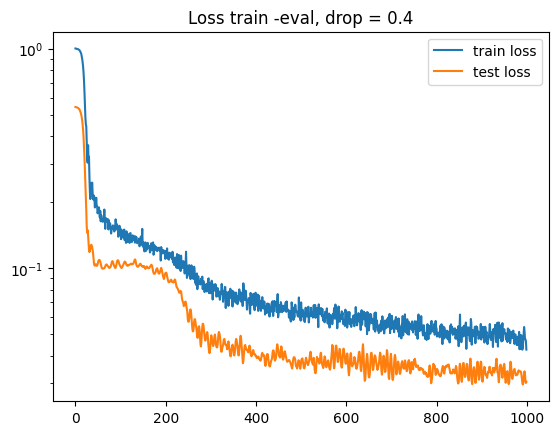 Loss train -eval, drop = 0.4
train loss
test loss
10⁰
10⁻¹
0 200 400 600 800 1000